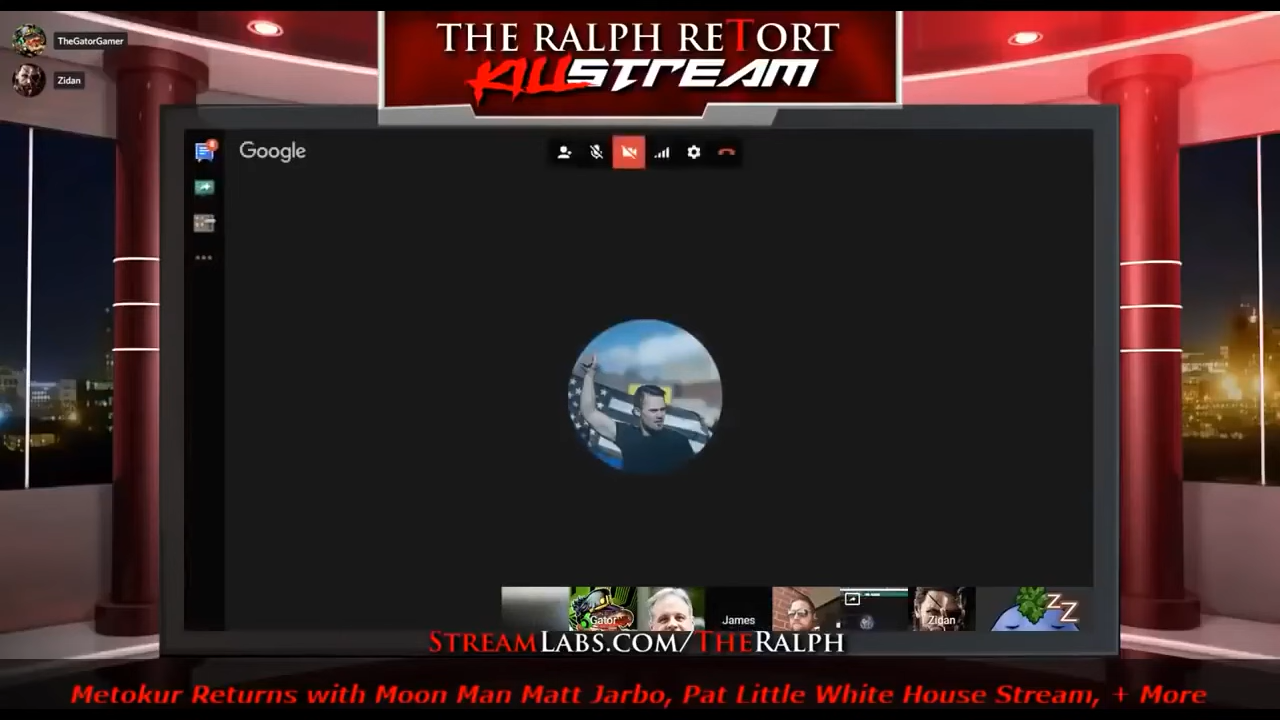 THE RALPH RETORT
KILLSTREAM
TheGatorGamer
Zidan
Google
Gator
James
Zidan
Z
Z
STREAMLABS.COM/THERALPH
Metokur Returns with Moon Man Matt Jarbo, Pat Little White House Stream, + More